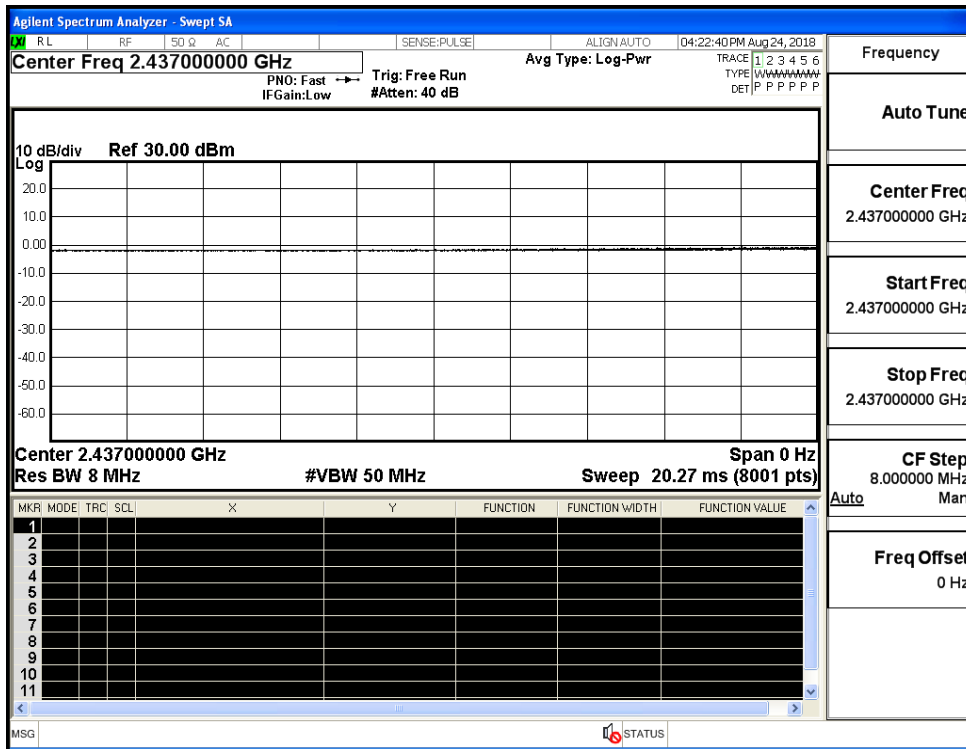 Agilent Spectrum Analyzer - Swept SA
LXI RL RF 50 Ω AC SENSE:PULSE ALIGNAUTO 04:22:40 PM Aug 24, 2018
Center Freq 2.437000000 GHz
PNO: Fast
IFGain:Low
Trig: Free Run
#Atten: 40 dB
Avg Type: Log-Pwr
TRACE 1 2 3 4 5 6
TYPE WWWWWW
DET P P P P P P
10 dB/div Ref 30.00 dBm
Log
20.0
10.0
0.00
-10.0
-20.0
-30.0
-40.0
-50.0
-60.0
Center 2.437000000 GHz Span 0 Hz
Res BW 8 MHz #VBW 50 MHz Sweep 20.27 ms (8001 pts)
MKR MODE TRC SCL X Y FUNCTION FUNCTION WIDTH FUNCTION VALUE
1
2
3
4
5
6
7
8
9
10
11
MSG STATUS
Frequency
Auto Tune
Center Freq
2.437000000 GHz
Start Freq
2.437000000 GHz
Stop Freq
2.437000000 GHz
CF Step
8.000000 MHz
Auto Man
Freq Offset
0 Hz